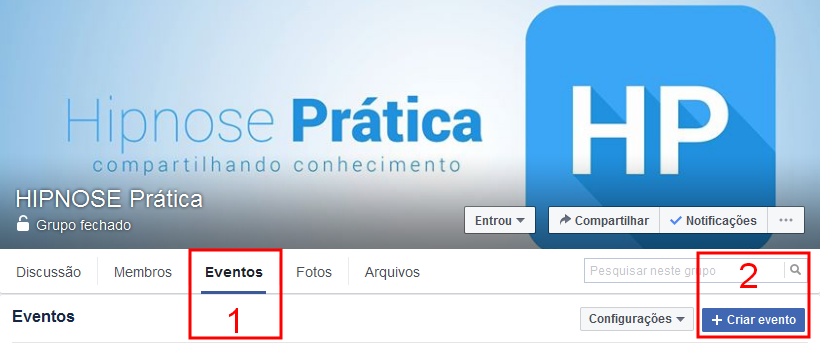 Hipnose Prática
compartilhando conhecimento
HP
HIPNOSE Prática
Grupo fechado
Entrou
Compartilhar
Notificações
Discussão
Membros
Eventos
Fotos
Arquivos
Pesquisar neste grupo
1
2
Eventos
Configurações
+ Criar evento